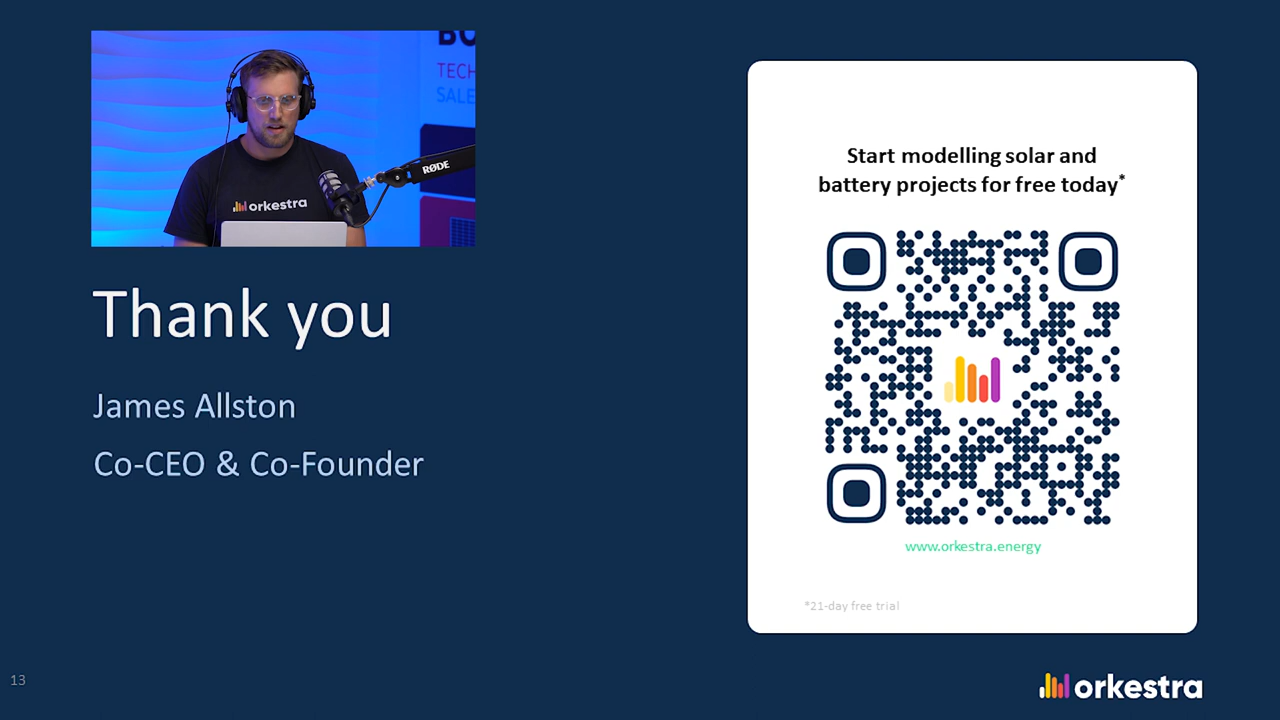 BO
TECH
SALE
RØDE
orkestra
Thank you
James Allston
Co-CEO & Co-Founder
Start modelling solar and
battery projects for free today*
www.orkestra.energy
*21-day free trial
13
orkestra